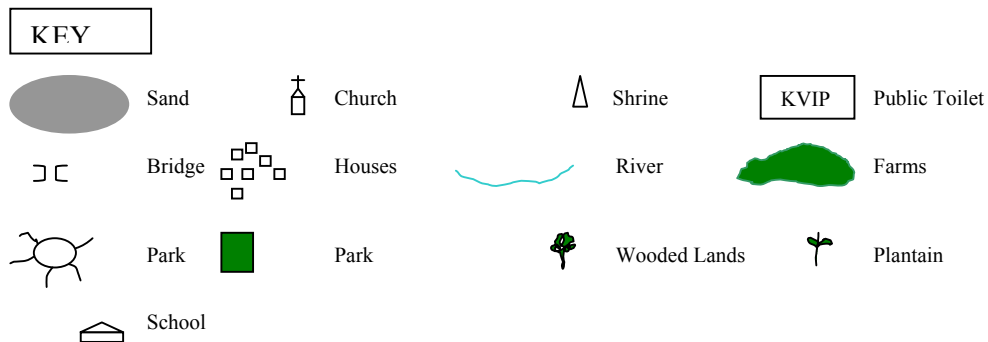 KEY
Sand Church Shrine KVIP Public Toilet
Bridge Houses River Farms
Park Park Wooded Lands Plantain
School